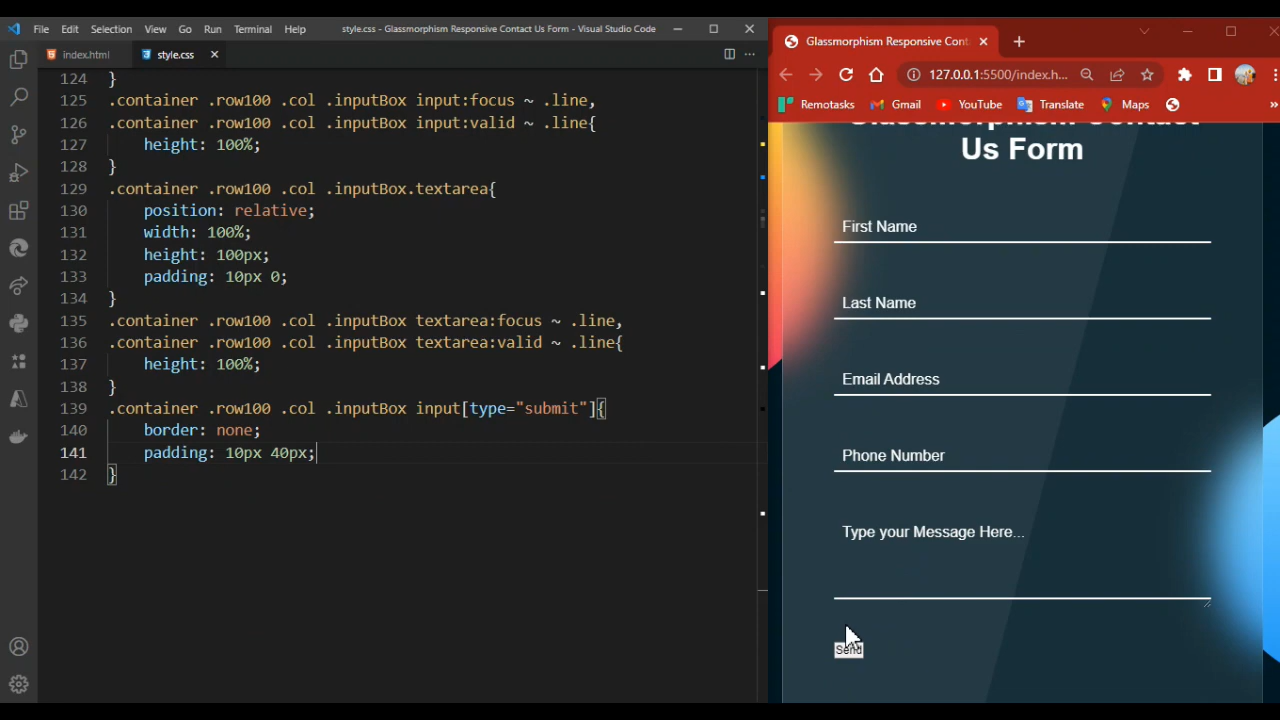 File Edit Selection View Go Run Terminal Help
style.css - Glassmorphism Responsive Contact Us Form - Visual Studio Code
index.html
style.css
124 }
125 .container .row100 .col .inputBox input:focus ~ .line,
126 .container .row100 .col .inputBox input:valid ~ .line{
127 height: 100%;
128 }
129 .container .row100 .col .inputBox.textarea{
130 position: relative;
131 width: 100%;
132 height: 100px;
133 padding: 10px 0;
134 }
135 .container .row100 .col .inputBox textarea:focus ~ .line,
136 .container .row100 .col .inputBox textarea:valid ~ .line{
137 height: 100%;
138 }
139 .container .row100 .col .inputBox input[type="submit"]{
140 border: none;
141 padding: 10px 40px;
142 }
Glassmorphism Responsive Cont
127.0.0.1:5500/index.h...
Remotasks Gmail YouTube Translate Maps »
Glassmorphism Contact
Us Form
First Name
Last Name
Email Address
Phone Number
Type your Message Here...
Send